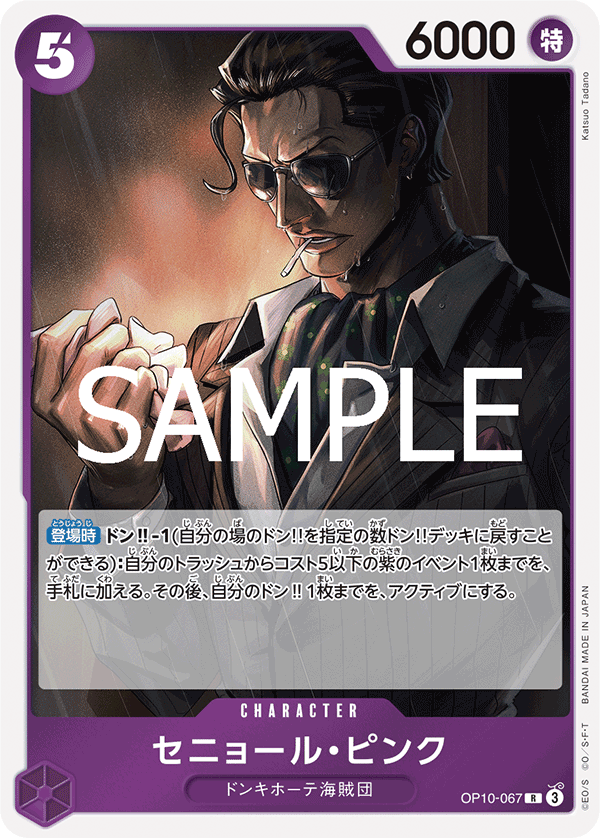 5
6000
特
Katsuo Tadano
SAMPLE
登場時 ドン!!-1(自分の場のドン!!を指定の数ドン!!デッキに戻すこと
ができる):自分のトラッシュからコスト5以下の紫のイベント1枚までを、
手札に加える。その後、自分のドン!!1枚までを、アクティブにする。
CHARACTER
セニョール・ピンク
ドンキホーテ海賊団
OP10-067 R 3
©E.O/S ©O/S・F・T BANDAI MADE IN JAPAN